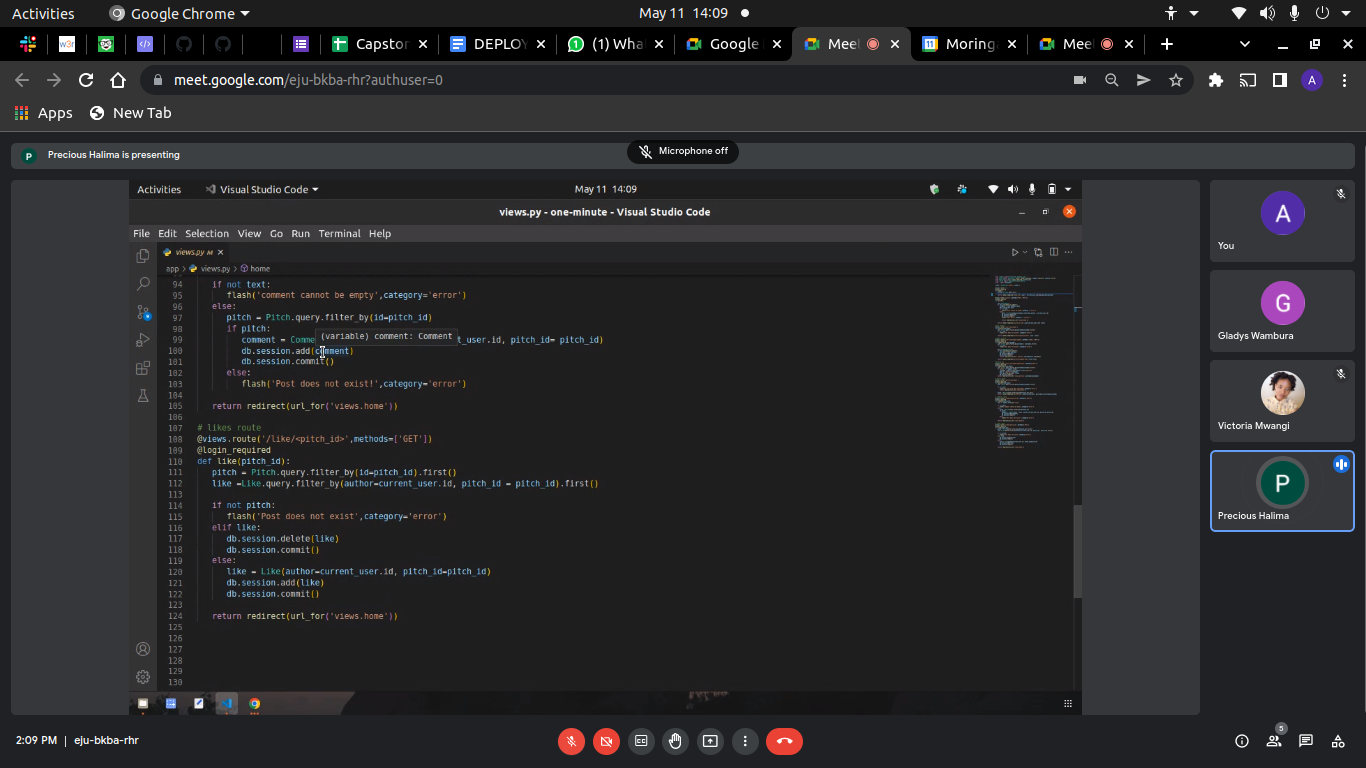 Activities
Google Chrome
May 11 14:09
w3r
Capstor
DEPLOY
(1) Wha
Google
Mee
Moring
Mee
meet.google.com/eju-bkba-rhr?authuser=0
A
Apps
New Tab
P
Precious Halima is presenting
Microphone off
Activities
Visual Studio Code
May 11 14:09
views.py - one-minute - Visual Studio Code
File Edit Selection View Go Run Terminal Help
views.py M
app > views.py > home
94 if not text:
95 flash('comment cannot be empty',category='error')
96 else:
97 pitch = Pitch.query.filter_by(id=pitch_id)
98 if pitch:
(variable) comment: Comment
99 comment = Comme t_user.id, pitch_id= pitch_id)
100 db.session.add(comment)
101 db.session.commit()
102 else:
103 flash('Post does not exist!',category='error')
104
105 return redirect(url_for('views.home'))
106
107 # likes route
108 @views.route('/like/<pitch_id>',methods=['GET'])
109 @login_required
110 def like(pitch_id):
111 pitch = Pitch.query.filter_by(id=pitch_id).first()
112 like =Like.query.filter_by(author=current_user.id, pitch_id = pitch_id).first()
113
114 if not pitch:
115 flash('Post does not exist',category='error')
116 elif like:
117 db.session.delete(like)
118 db.session.commit()
119 else:
120 like = Like(author=current_user.id, pitch_id=pitch_id)
121 db.session.add(like)
122 db.session.commit()
123
124 return redirect(url_for('views.home'))
125
126
127
128
129
130
A
You
G
Gladys Wambura
Victoria Mwangi
P
Precious Halima
2:09 PM | eju-bkba-rhr
5